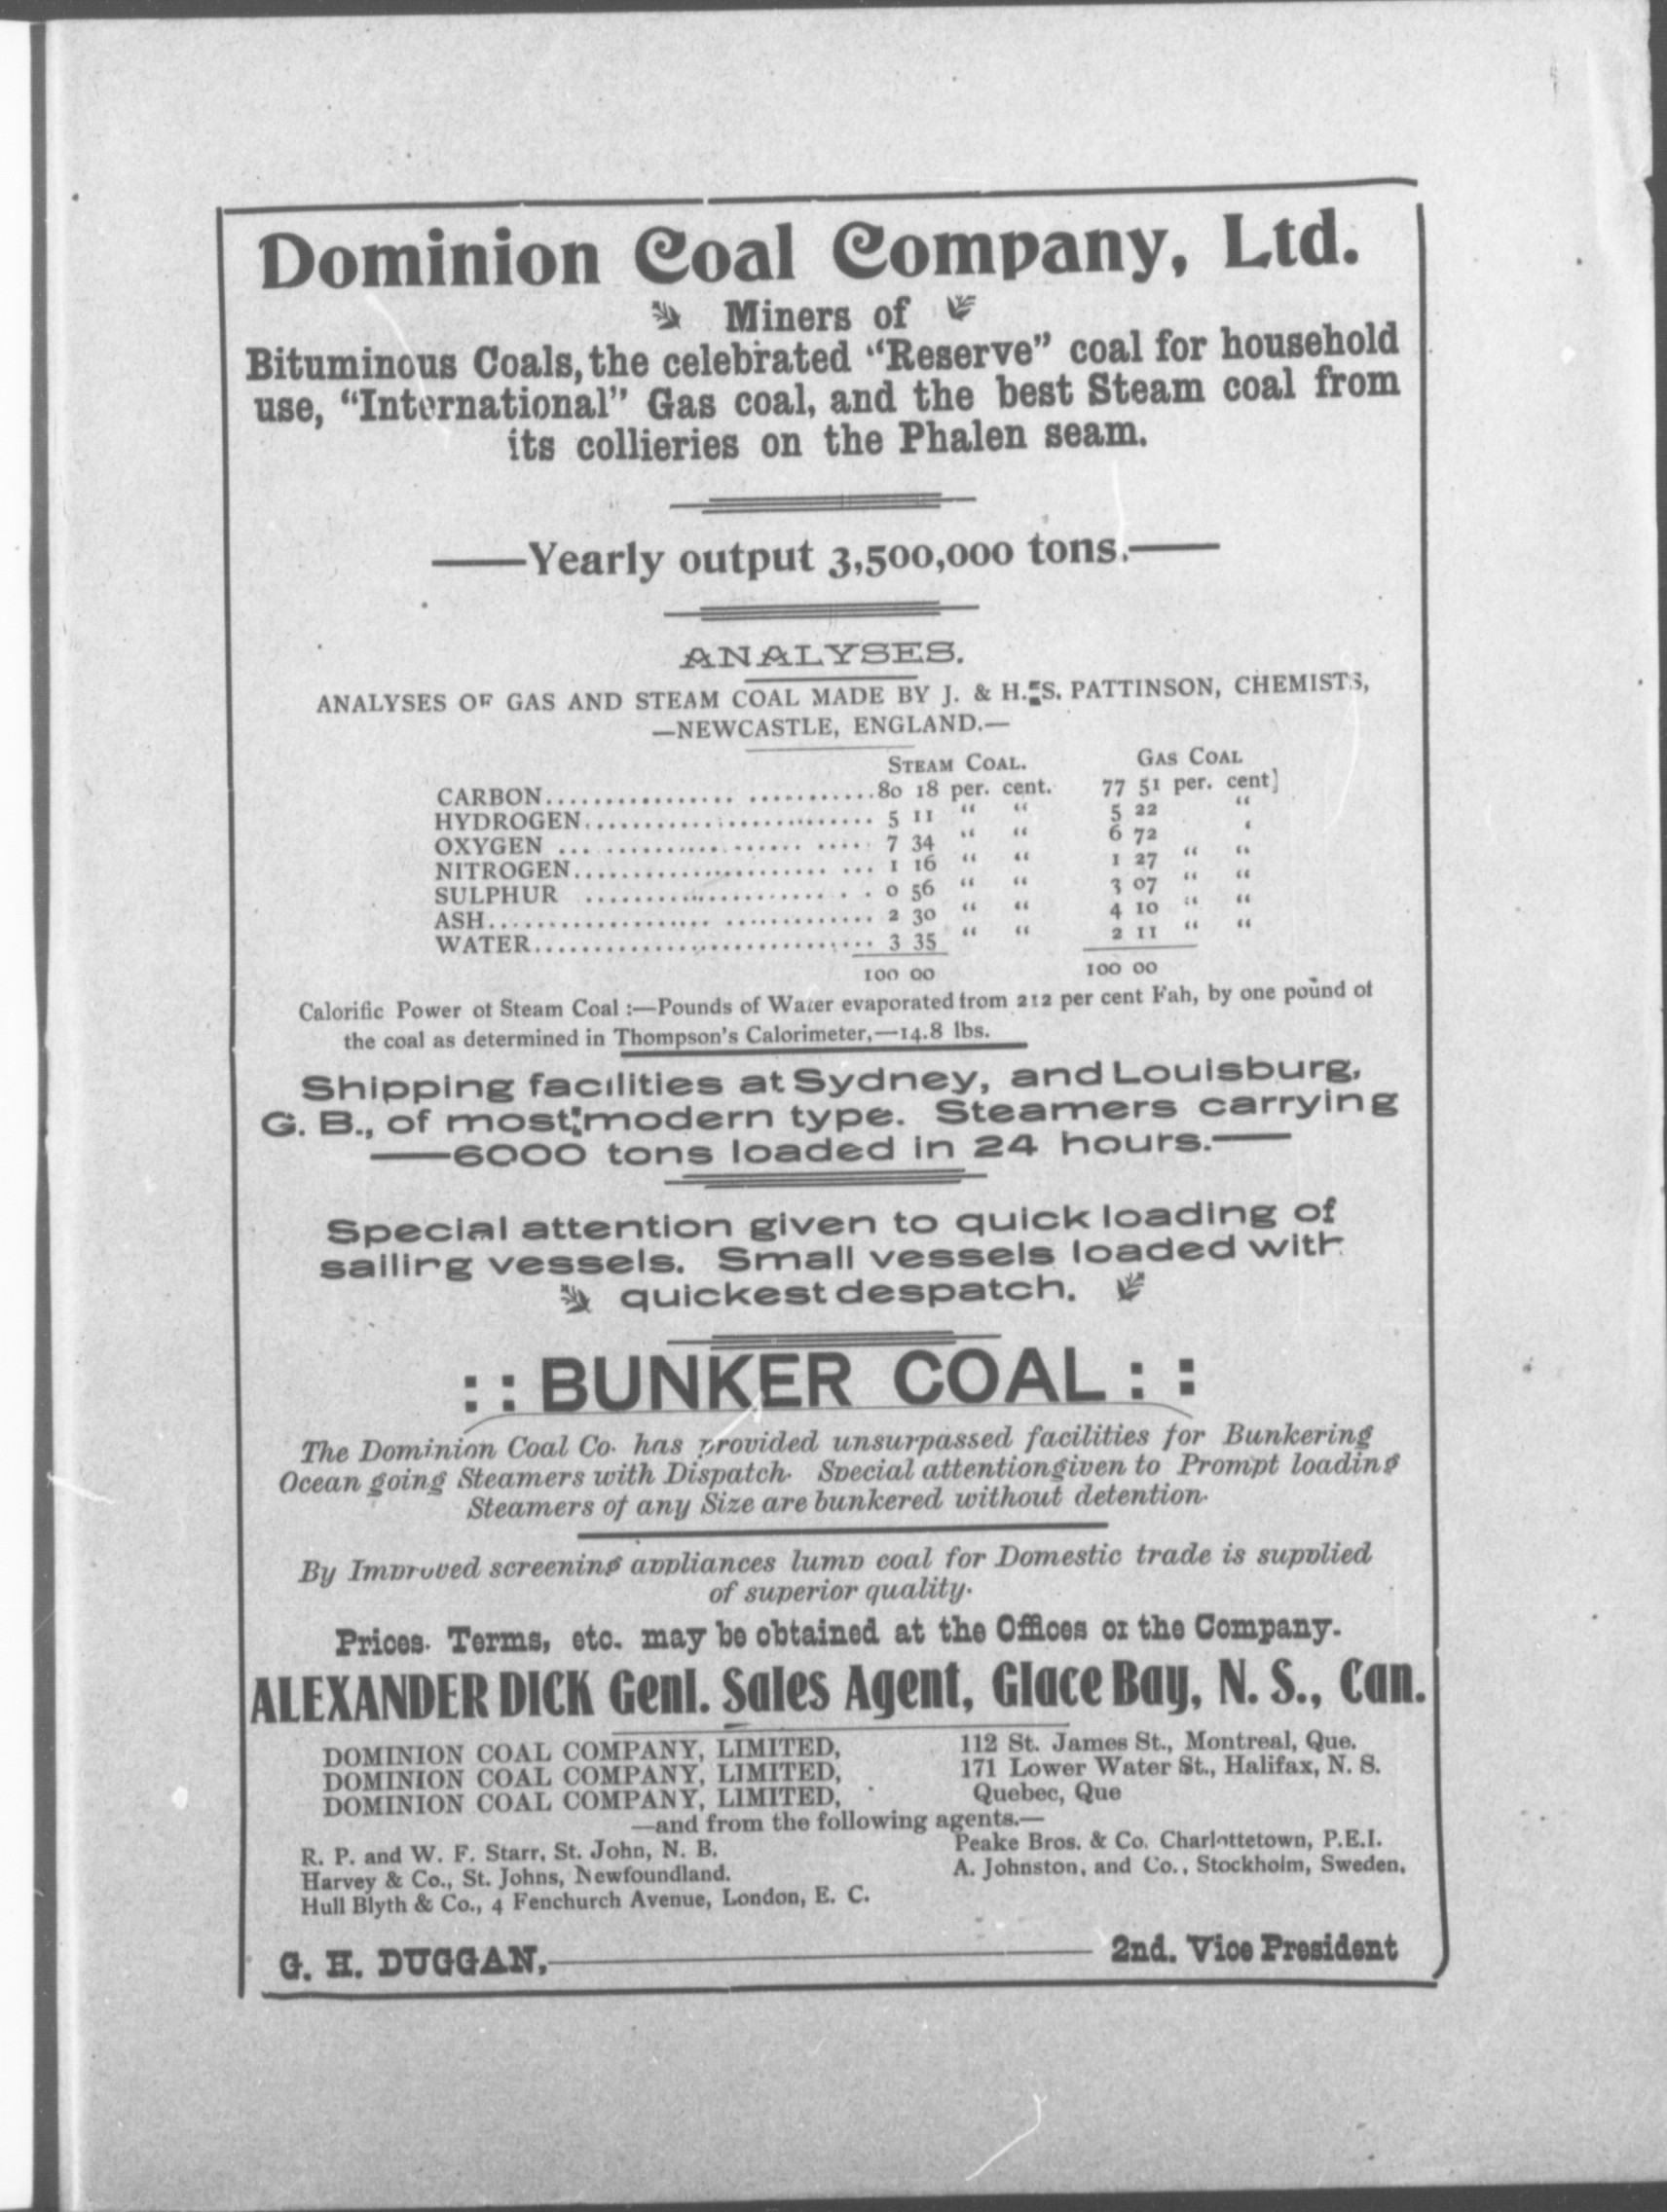 Dominion Coal Company, Ltd.
Miners of
Bituminous Coals, the celebrated "Reserve" coal for household
use, "International" Gas coal, and the best Steam coal from
its collieries on the Phalen seam.
—Yearly output 3,500,000 tons.—
ANALYSES.
ANALYSES OF GAS AND STEAM COAL MADE BY J. & H. S. PATTINSON, CHEMISTS,
—NEWCASTLE, ENGLAND.—
STEAM COAL. GAS COAL
CARBON........................80 18 per. cent. 77 51 per. cent]
HYDROGEN........................ 5 11 " " 5 22 "
OXYGEN ........................ 7 34 " " 6 72 '
NITROGEN........................ 1 16 " " 1 27 " "
SULPHUR ........................ 0 56 " " 3 07 " "
ASH........................ 2 30 " " 4 10 " "
WATER........................ 3 35 " " 2 11 " "
100 00 100 00
Calorific Power of Steam Coal :—Pounds of Water evaporated from 212 per cent Fah, by one pound of
the coal as determined in Thompson's Calorimeter,—14.8 lbs.
Shipping facilities at Sydney, and Louisburg,
G. B., of most modern type. Steamers carrying
—6000 tons loaded in 24 hours.—
Special attention given to quick loading of
sailing vessels. Small vessels loaded with
quickest despatch.
: : BUNKER COAL : :
The Dominion Coal Co. has provided unsurpassed facilities for Bunkering
Ocean going Steamers with Dispatch. Special attentiongiven to Prompt loading
Steamers of any Size are bunkered without detention.
By Improved screening appliances lump coal for Domestic trade is supplied
of superior quality.
Prices. Terms, etc. may be obtained at the Offices of the Company.
ALEXANDER DICK Genl. Sales Agent, Glace Bay, N. S., Can.
DOMINION COAL COMPANY, LIMITED, 112 St. James St., Montreal, Que.
DOMINION COAL COMPANY, LIMITED, 171 Lower Water St., Halifax, N. S.
DOMINION COAL COMPANY, LIMITED, Quebec, Que
—and from the following agents.—
R. P. and W. F. Starr, St. John, N. B. Peake Bros. & Co. Charlottetown, P.E.I.
Harvey & Co., St. Johns, Newfoundland. A. Johnston, and Co., Stockholm, Sweden,
Hull Blyth & Co., 4 Fenchurch Avenue, London, E. C.
G. H. DUGGAN,— 2nd. Vice President